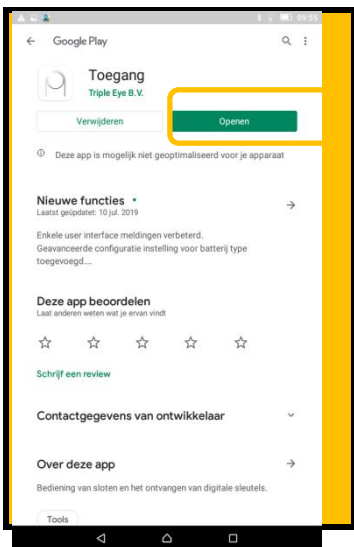 09:55
Google Play
Toegang
Triple Eye B.V.
Verwijderen
Openen
Deze app is mogelijk niet geoptimaliseerd voor je apparaat
Nieuwe functies •
Laatst geüpdatet: 10 jul. 2019
Enkele user interface meldingen verbeterd.
Geavanceerde configuratie instelling voor batterij type
toegevoegd....
Deze app beoordelen
Laat anderen weten wat je ervan vindt
Schrijf een review
Contactgegevens van ontwikkelaar
Over deze app
Bediening van sloten en het ontvangen van digitale sleutels.
Tools